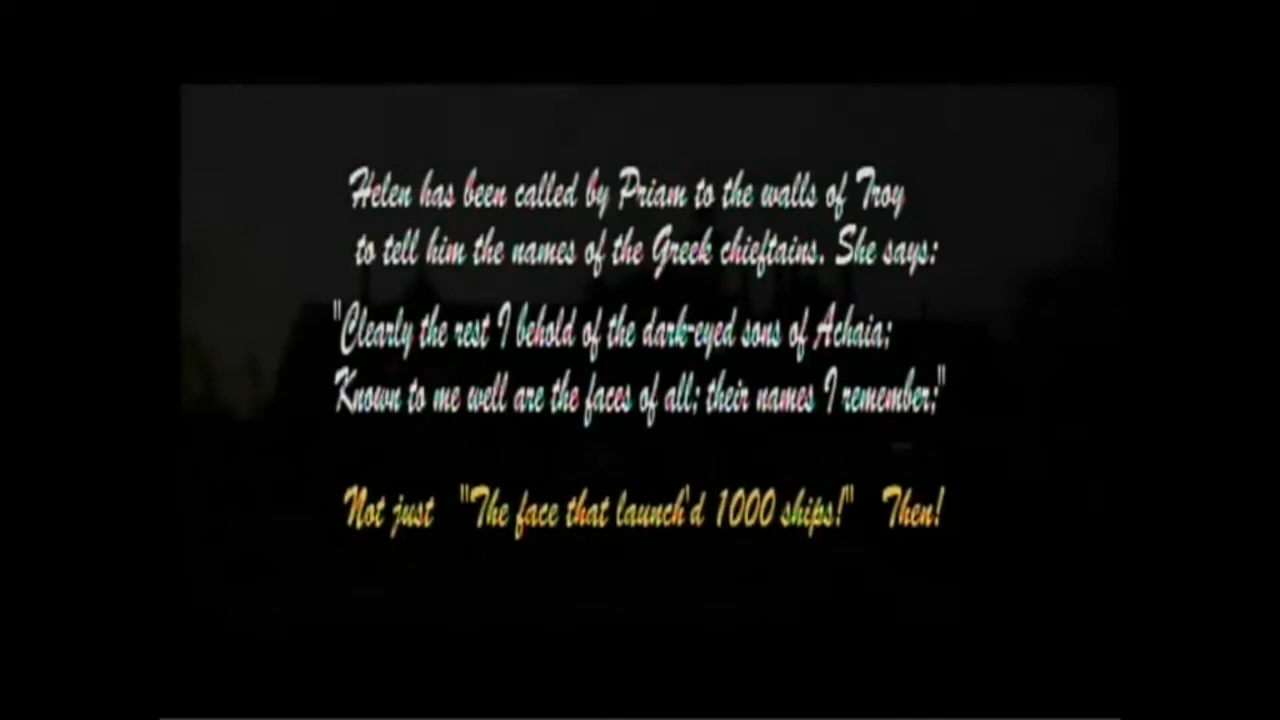 Helen has been called by Priam to the walls of Troy
to tell him the names of the Greek chieftains. She says:
"Clearly the rest I behold of the dark-eyed sons of Achaia;
Known to me well are the faces of all; their names I remember;"
Not just "The face that launch'd 1000 ships!" Then!